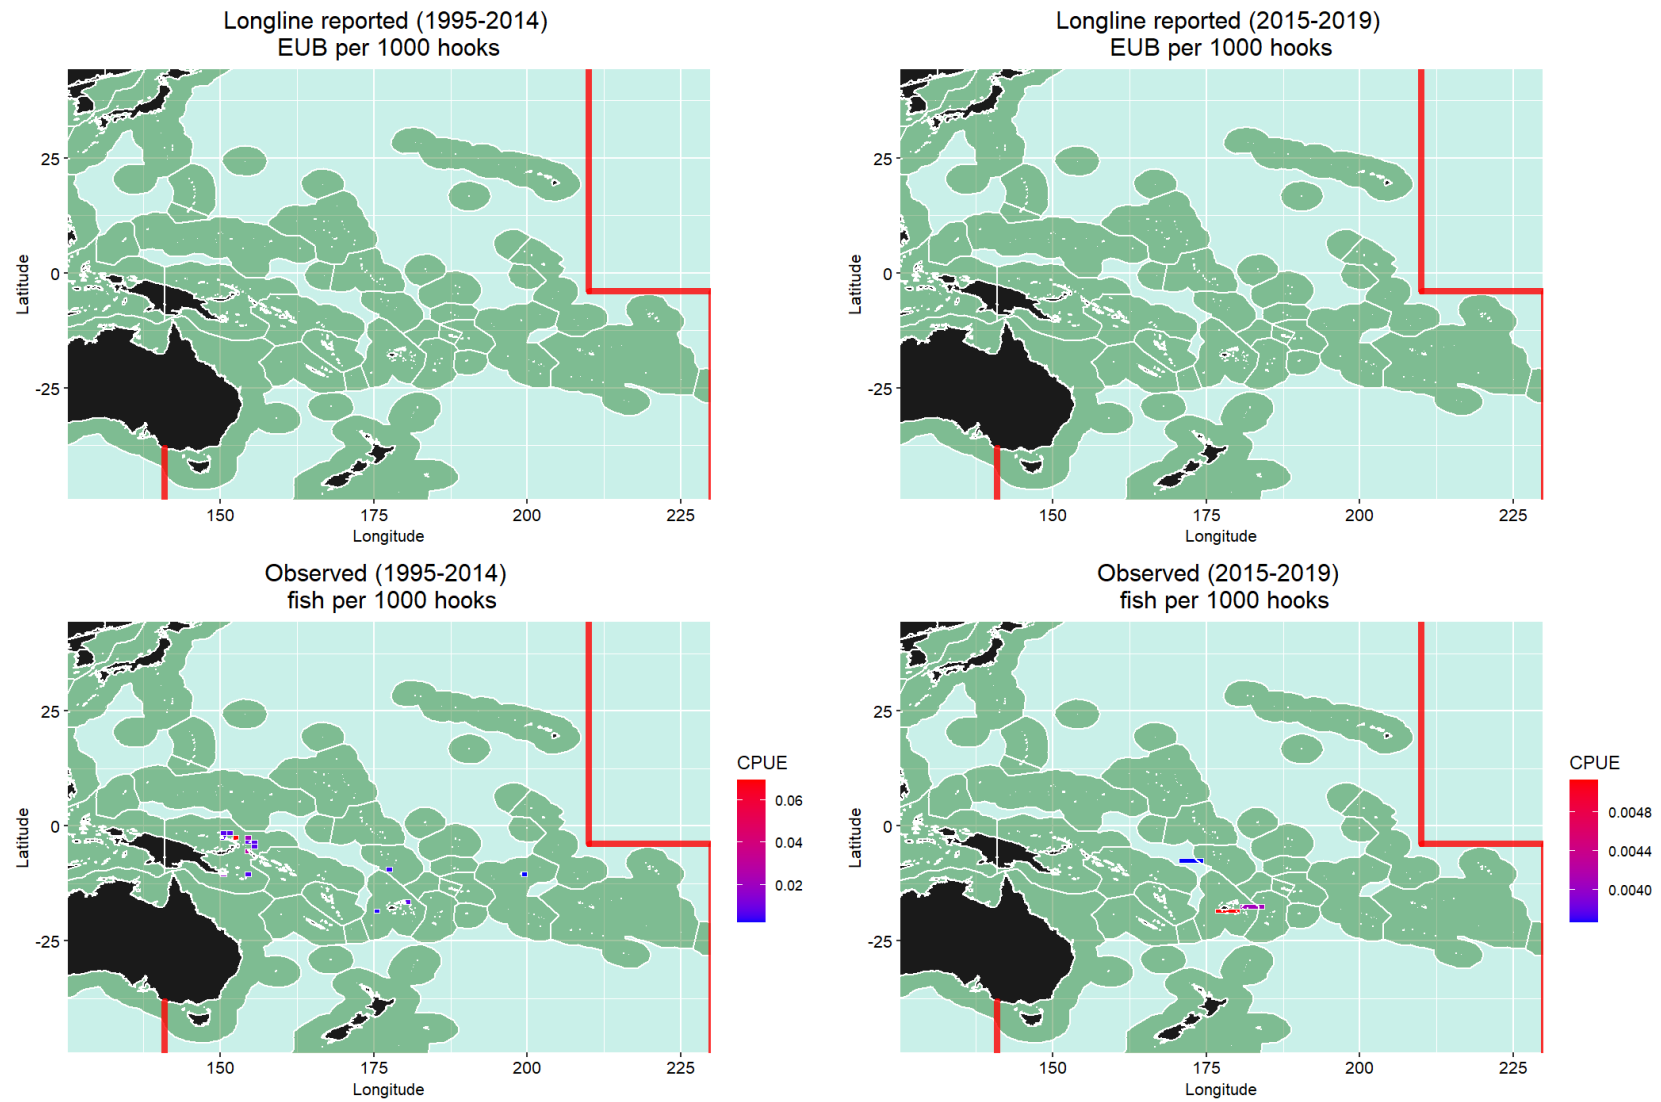 Longline reported (1995-2014)
EUB per 1000 hooks
25
0
-25
Latitude
150
175
200
225
Longitude
Longline reported (2015-2019)
EUB per 1000 hooks
25
0
-25
Latitude
150
175
200
225
Longitude
Observed (1995-2014)
fish per 1000 hooks
25
0
-25
Latitude
150
175
200
225
Longitude
CPUE
0.06
0.04
0.02
Observed (2015-2019)
fish per 1000 hooks
25
0
-25
Latitude
150
175
200
225
Longitude
CPUE
0.0048
0.0044
0.0040